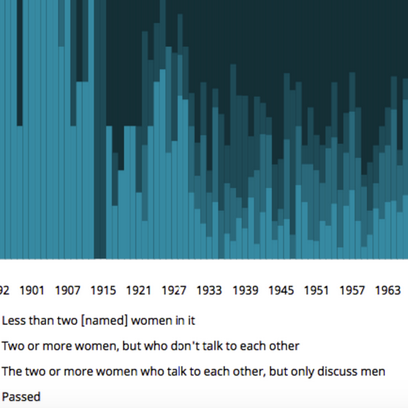 92 1901 1907 1915 1921 1927 1933 1939 1945 1951 1957 1963
Less than two [named] women in it
Two or more women, but who don't talk to each other
The two or more women who talk to each other, but only discuss men
Passed